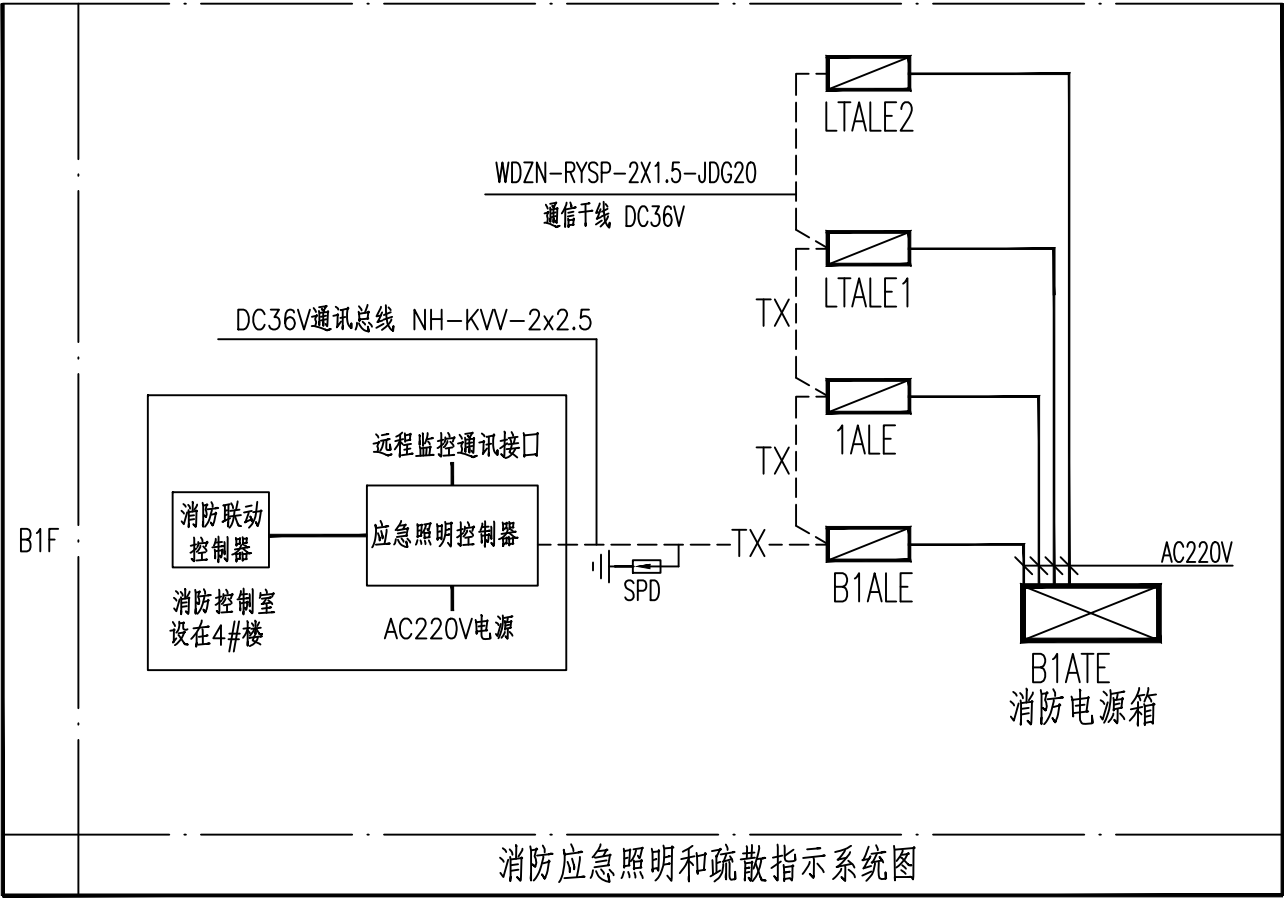 LTALE2
WDZN-RYSP-2X1.5-JDG20
通信干线 DC36V
LTALE1
TX
DC36V通讯总线 NH-KVV-2x2.5
1ALE
TX
远程监控通讯接口
消防联动
控制器
应急照明控制器
B1F
TX
AC220V
SPD
B1ALE
消防控制室
设在4#楼
AC220V电源
B1ATE
消防电源箱
消防应急照明和疏散指示系统图